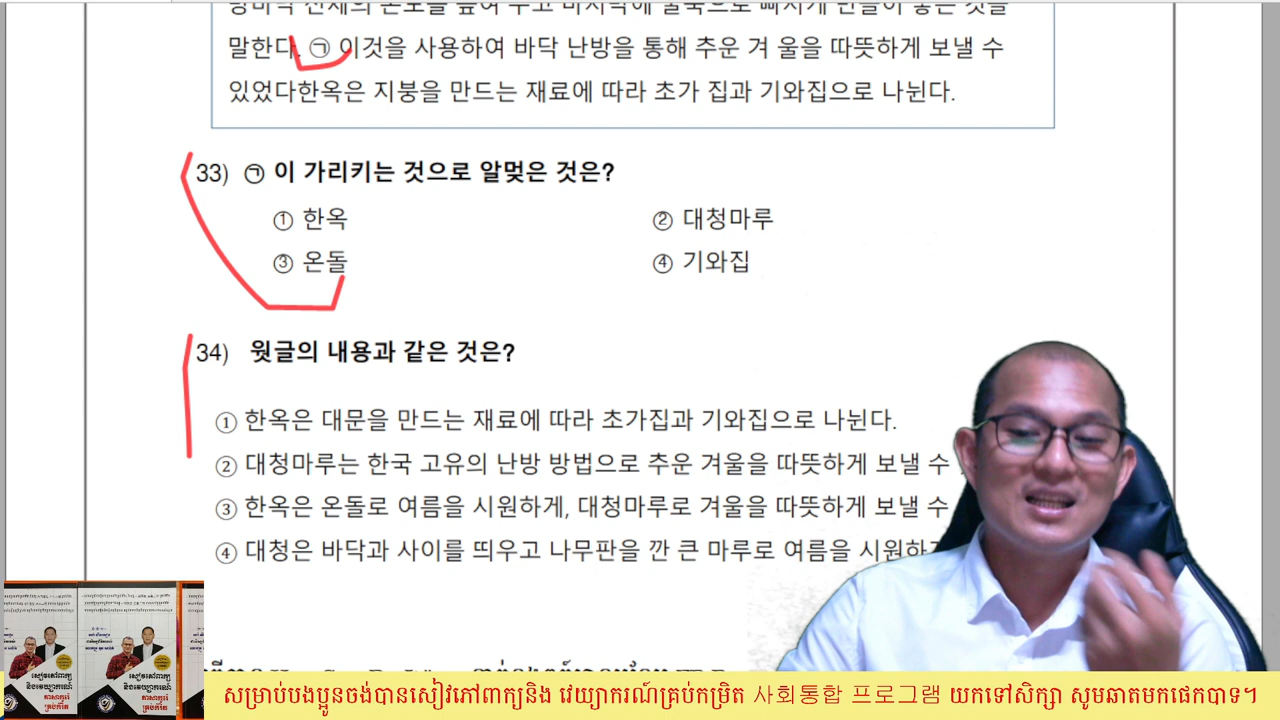 말한다. ㉠ 이것을 사용하여 바닥 난방을 통해 추운 겨 울을 따뜻하게 보낼 수
있었다한옥은 지붕을 만드는 재료에 따라 초가 집과 기와집으로 나뉜다.
33) ㉠ 이 가리키는 것으로 알멎은 것은?
① 한옥 ② 대청마루
③ 온돌 ④ 기와집
34) 윗글의 내용과 같은 것은?
① 한옥은 대문을 만드는 재료에 따라 초가집과 기와집으로 나뉜다.
② 대청마루는 한국 고유의 난방 방법으로 추운 겨울을 따뜻하게 보낼 수
③ 한옥은 온돌로 여름을 시원하게, 대청마루로 겨울을 따뜻하게 보낼 수
④ 대청은 바닥과 사이를 띄우고 나무판을 깐 큰 마루로 여름을 시원하
សម្រាប់បងប្អូនចង់បានសៀវភៅពាក្យនិង វេយ្យាករណ៍គ្រប់កម្រិត 사회통합 프로그램 យកទៅសិក្សា សូមឆាតមកផេកបាទ។